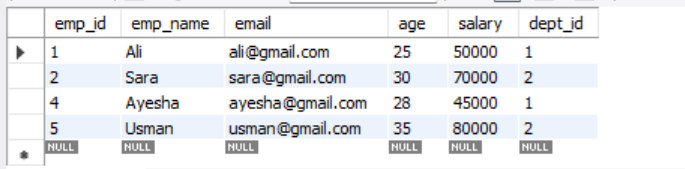 emp_id emp_name email age salary dept_id
1 Ali ali@gmail.com 25 50000 1
2 Sara sara@gmail.com 30 70000 2
4 Ayesha ayesha@gmail.com 28 45000 1
5 Usman usman@gmail.com 35 80000 2
NULL NULL NULL NULL NULL NULL